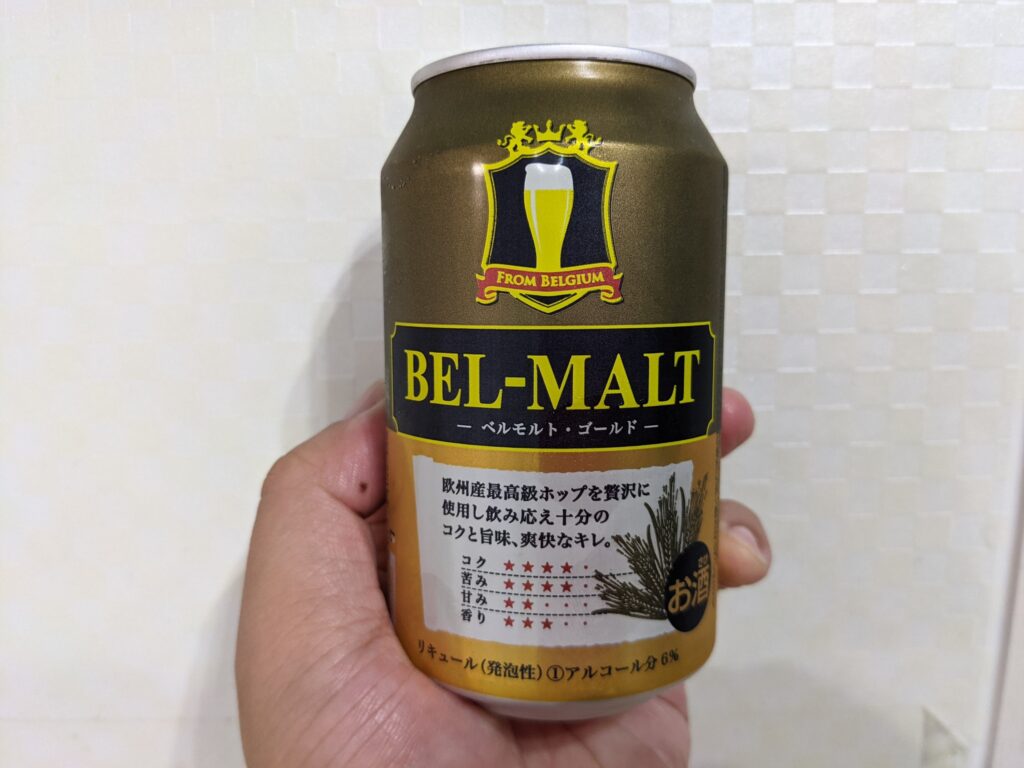 FROM BELGIUM
BEL-MALT
― ベルモルト・ゴールド ―
欧州産最高級ホップを贅沢に
使用し飲み応え十分の
コクと旨味、爽快なキレ。
コク ★★★★・
苦み ★★★★・
甘み ★★・・・
香り ★★★・・
お酒
リキュール(発泡性)①アルコール分6%